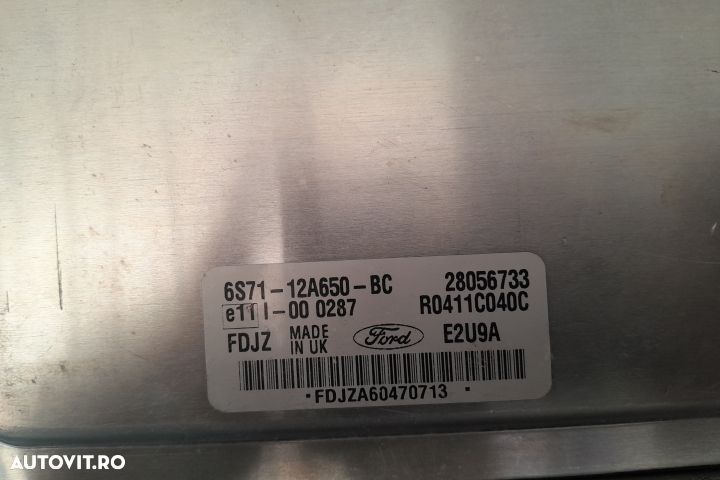 6S71-12A650-BC 28056733
e11 I-00 0287 R0411C040C
FDJZ MADE IN UK Ford E2U9A
·FDJZA60470713·
AUTOVIT.RO